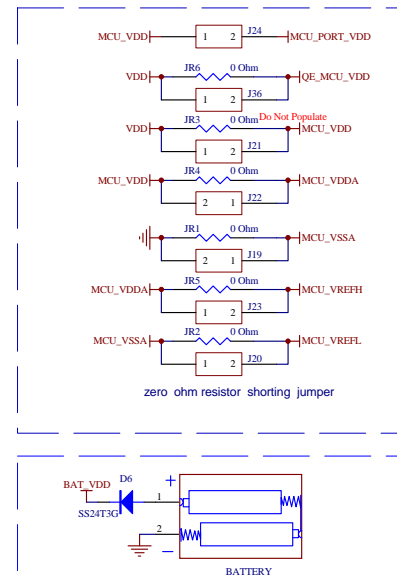 MCU_VDD 1 2 J24 MCU_PORT_VDD
JR6 0 Ohm
VDD QE_MCU_VDD
1 2 J36
JR3 0 Ohm Do Not Populate
VDD MCU_VDD
1 2 J21
JR4 0 Ohm
MCU_VDD MCU_VDDA
2 1 J22
JR1 0 Ohm
MCU_VSSA
2 1 J19
JR5 0 Ohm
MCU_VDDA MCU_VREFH
1 2 J23
JR2 0 Ohm
MCU_VSSA MCU_VREFL
1 2 J20
zero ohm resistor shorting jumper
BAT_VDD D6 1 +
SS24T3G
2 −
BATTERY